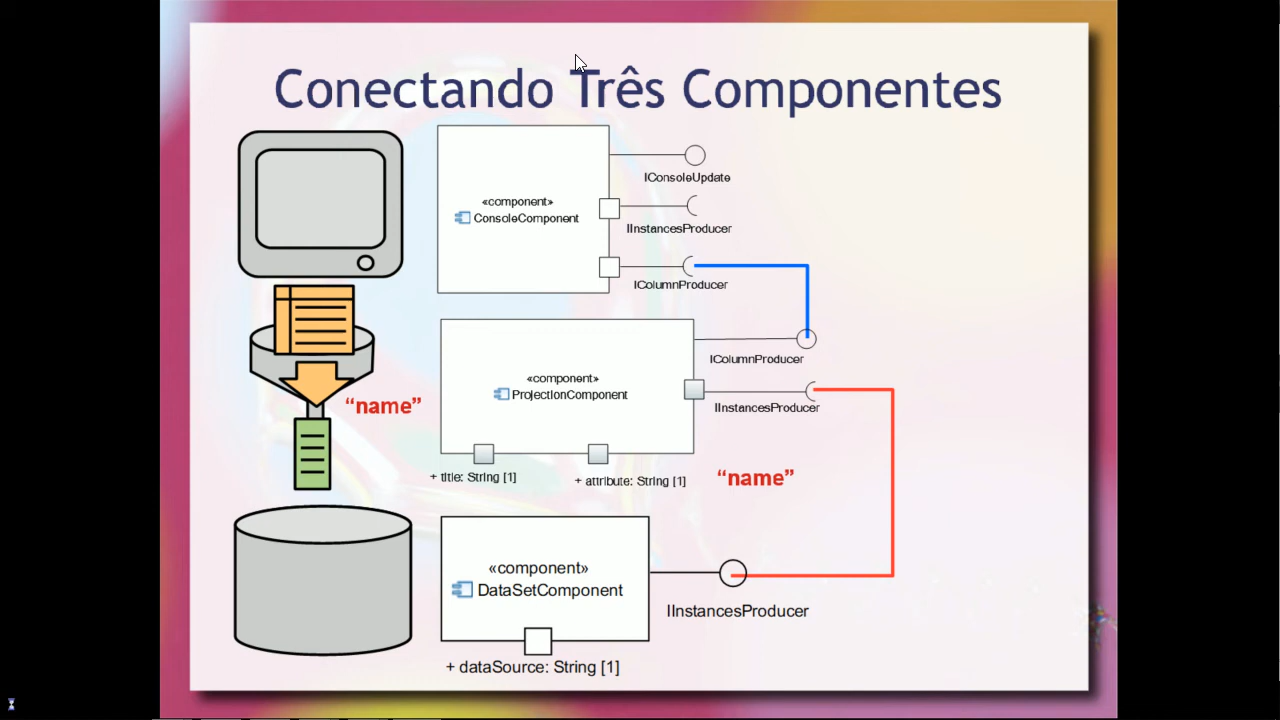 Conectando Três Componentes
IConsoleUpdate
«component»
ConsoleComponent
IInstancesProducer
IColumnProducer
IColumnProducer
«component»
ProjectionComponent
"name"
IInstancesProducer
+ title: String [1]
+ attribute: String [1]
"name"
«component»
DataSetComponent
IInstancesProducer
+ dataSource: String [1]